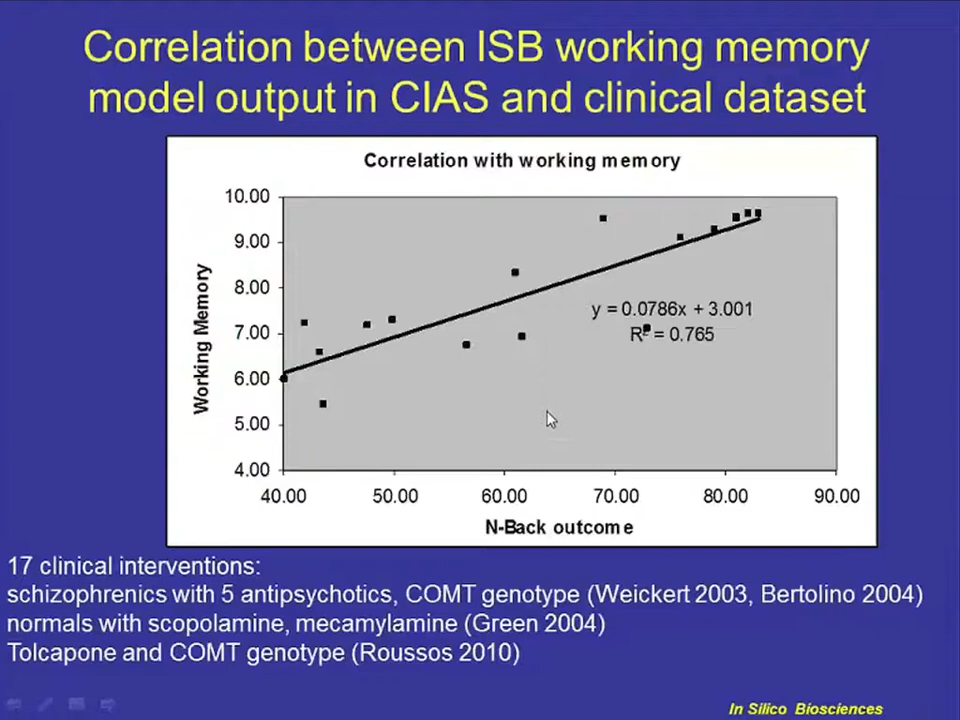 Correlation between ISB working memory
model output in CIAS and clinical dataset
Correlation with working memory
10.00
9.00
8.00
7.00
6.00
5.00
4.00
Working Memory
y = 0.0786x + 3.001
R² = 0.765
40.00 50.00 60.00 70.00 80.00 90.00
N-Back outcome
17 clinical interventions:
schizophrenics with 5 antipsychotics, COMT genotype (Weickert 2003, Bertolino 2004)
normals with scopolamine, mecamylamine (Green 2004)
Tolcapone and COMT genotype (Roussos 2010)
In Silico Biosciences